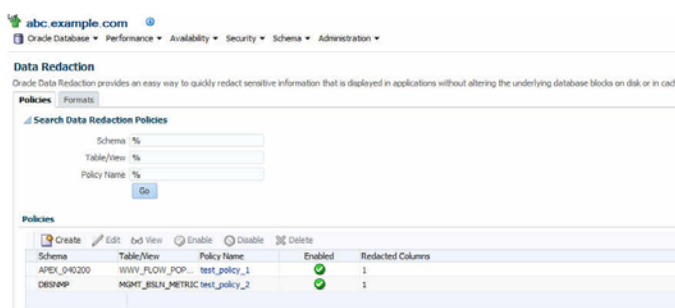 abc.example.com
Oracle Database Performance Availability Security Schema Administration
Data Redaction
Oracle Data Redaction provides an easy way to quickly redact sensitive information that is displayed in applications without altering the underlying database blocks on disk or in cac
Policies Formats
Search Data Redaction Policies
Schema %
Table/View %
Policy Name %
Go
Policies
Create Edit View Enable Disable Delete
Schema Table/View Policy Name Enabled Redacted Columns
APEX_040200 WWV_FLOW_POP... test_policy_1 1
DBSNMP MGMT_BSLN_METRIC test_policy_2 1